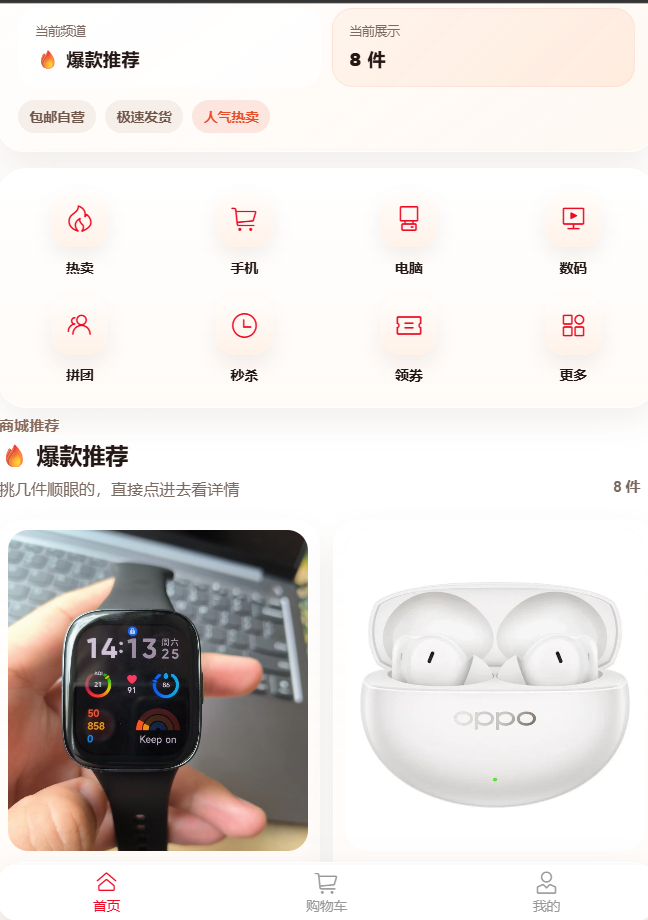 当前频道
🔥 爆款推荐
当前展示
8 件
包邮自营 极速发货 人气热卖
热卖 手机 电脑 数码
拼团 秒杀 领券 更多
商城推荐
🔥 爆款推荐
挑几件顺眼的，直接点进去看详情
8 件
14:13 周六 25
21 91 86
50
858
0
Keep on
oppo
首页 购物车 我的